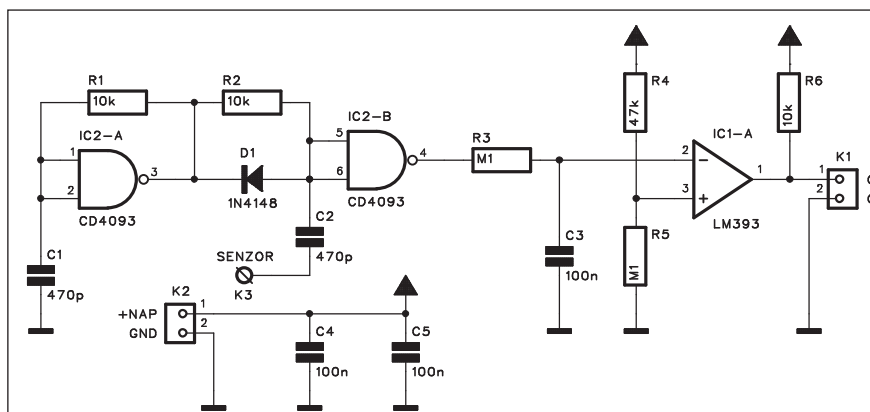 R1
10k
R2
10k
IC2-A
1
2
3
CD4093
D1
1N4148
IC2-B
5
6
4
CD4093
C1
470p
C2
470p
SENZOR
K3
R3
M1
C3
100n
R4
47k
R5
M1
IC1-A
2
3
1
LM393
R6
10k
K1
1
2
K2
+NAP
GND
1
2
C4
100n
C5
100n